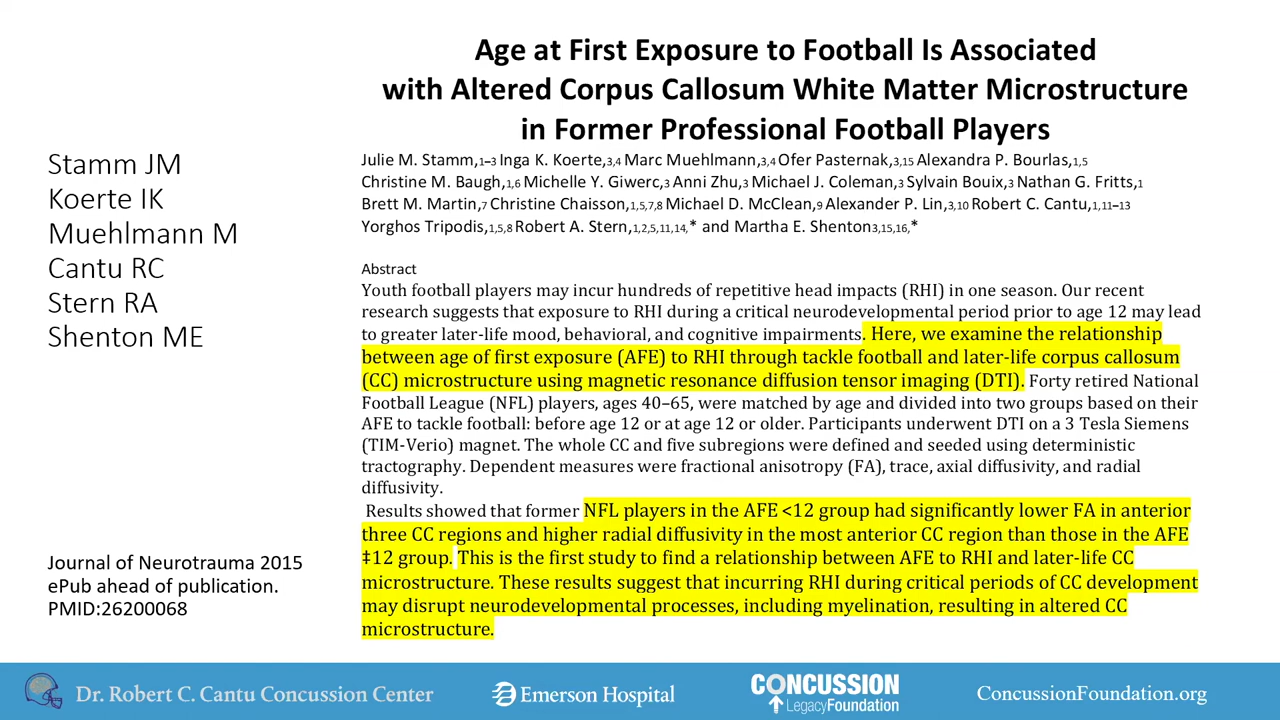 Age at First Exposure to Football Is Associated
with Altered Corpus Callosum White Matter Microstructure
in Former Professional Football Players
Stamm JM
Koerte IK
Muehlmann M
Cantu RC
Stern RA
Shenton ME
Journal of Neurotrauma 2015
ePub ahead of publication.
PMID:26200068
Julie M. Stamm,1–3 Inga K. Koerte,3,4 Marc Muehlmann,3,4 Ofer Pasternak,3,15 Alexandra P. Bourlas,1,5
Christine M. Baugh,1,6 Michelle Y. Giwerc,3 Anni Zhu,3 Michael J. Coleman,3 Sylvain Bouix,3 Nathan G. Fritts,1
Brett M. Martin,7 Christine Chaisson,1,5,7,8 Michael D. McClean,9 Alexander P. Lin,3,10 Robert C. Cantu,1,11–13
Yorghos Tripodis,1,5,8 Robert A. Stern,1,2,5,11,14,* and Martha E. Shenton3,15,16,*
Abstract
Youth football players may incur hundreds of repetitive head impacts (RHI) in one season. Our recent
research suggests that exposure to RHI during a critical neurodevelopmental period prior to age 12 may lead
to greater later-life mood, behavioral, and cognitive impairments. Here, we examine the relationship
between age of first exposure (AFE) to RHI through tackle football and later-life corpus callosum
(CC) microstructure using magnetic resonance diffusion tensor imaging (DTI). Forty retired National
Football League (NFL) players, ages 40–65, were matched by age and divided into two groups based on their
AFE to tackle football: before age 12 or at age 12 or older. Participants underwent DTI on a 3 Tesla Siemens
(TIM-Verio) magnet. The whole CC and five subregions were defined and seeded using deterministic
tractography. Dependent measures were fractional anisotropy (FA), trace, axial diffusivity, and radial
diffusivity.
Results showed that former NFL players in the AFE <12 group had significantly lower FA in anterior
three CC regions and higher radial diffusivity in the most anterior CC region than those in the AFE
‡12 group. This is the first study to find a relationship between AFE to RHI and later-life CC
microstructure. These results suggest that incurring RHI during critical periods of CC development
may disrupt neurodevelopmental processes, including myelination, resulting in altered CC
microstructure.
Dr. Robert C. Cantu Concussion Center
Emerson Hospital
CONCUSSION
LegacyFoundation
ConcussionFoundation.org